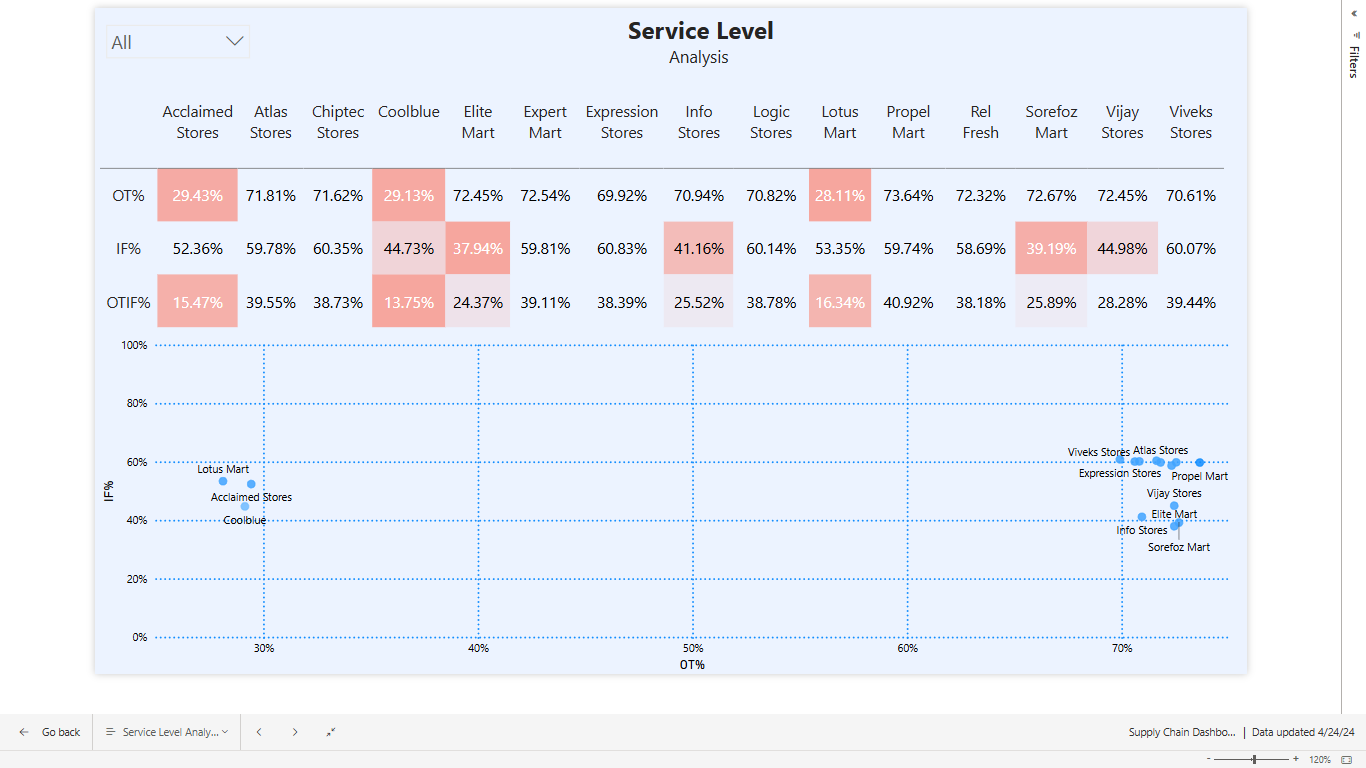 All
Service Level
Analysis
Acclaimed Stores Atlas Stores Chiptec Stores Coolblue Elite Mart Expert Mart Expression Stores Info Stores Logic Stores Lotus Mart Propel Mart Rel Fresh Sorefoz Mart Vijay Stores Viveks Stores
OT% 29.43% 71.81% 71.62% 29.13% 72.45% 72.54% 69.92% 70.94% 70.82% 28.11% 73.64% 72.32% 72.67% 72.45% 70.61%
IF% 52.36% 59.78% 60.35% 44.73% 37.94% 59.81% 60.83% 41.16% 60.14% 53.35% 59.74% 58.69% 39.19% 44.98% 60.07%
OTIF% 15.47% 39.55% 38.73% 13.75% 24.37% 39.11% 38.39% 25.52% 38.78% 16.34% 40.92% 38.18% 25.89% 28.28% 39.44%
100%
80%
60%
40%
20%
0%
IF%
Lotus Mart
Acclaimed Stores
Coolblue
Viveks Stores Atlas Stores
Expression Stores Propel Mart
Vijay Stores
Elite Mart
Info Stores
Sorefoz Mart
30% 40% 50% 60% 70%
OT%
Filters
Go back
Service Level Analy...
Supply Chain Dashbo... | Data updated 4/24/24
- + 120%